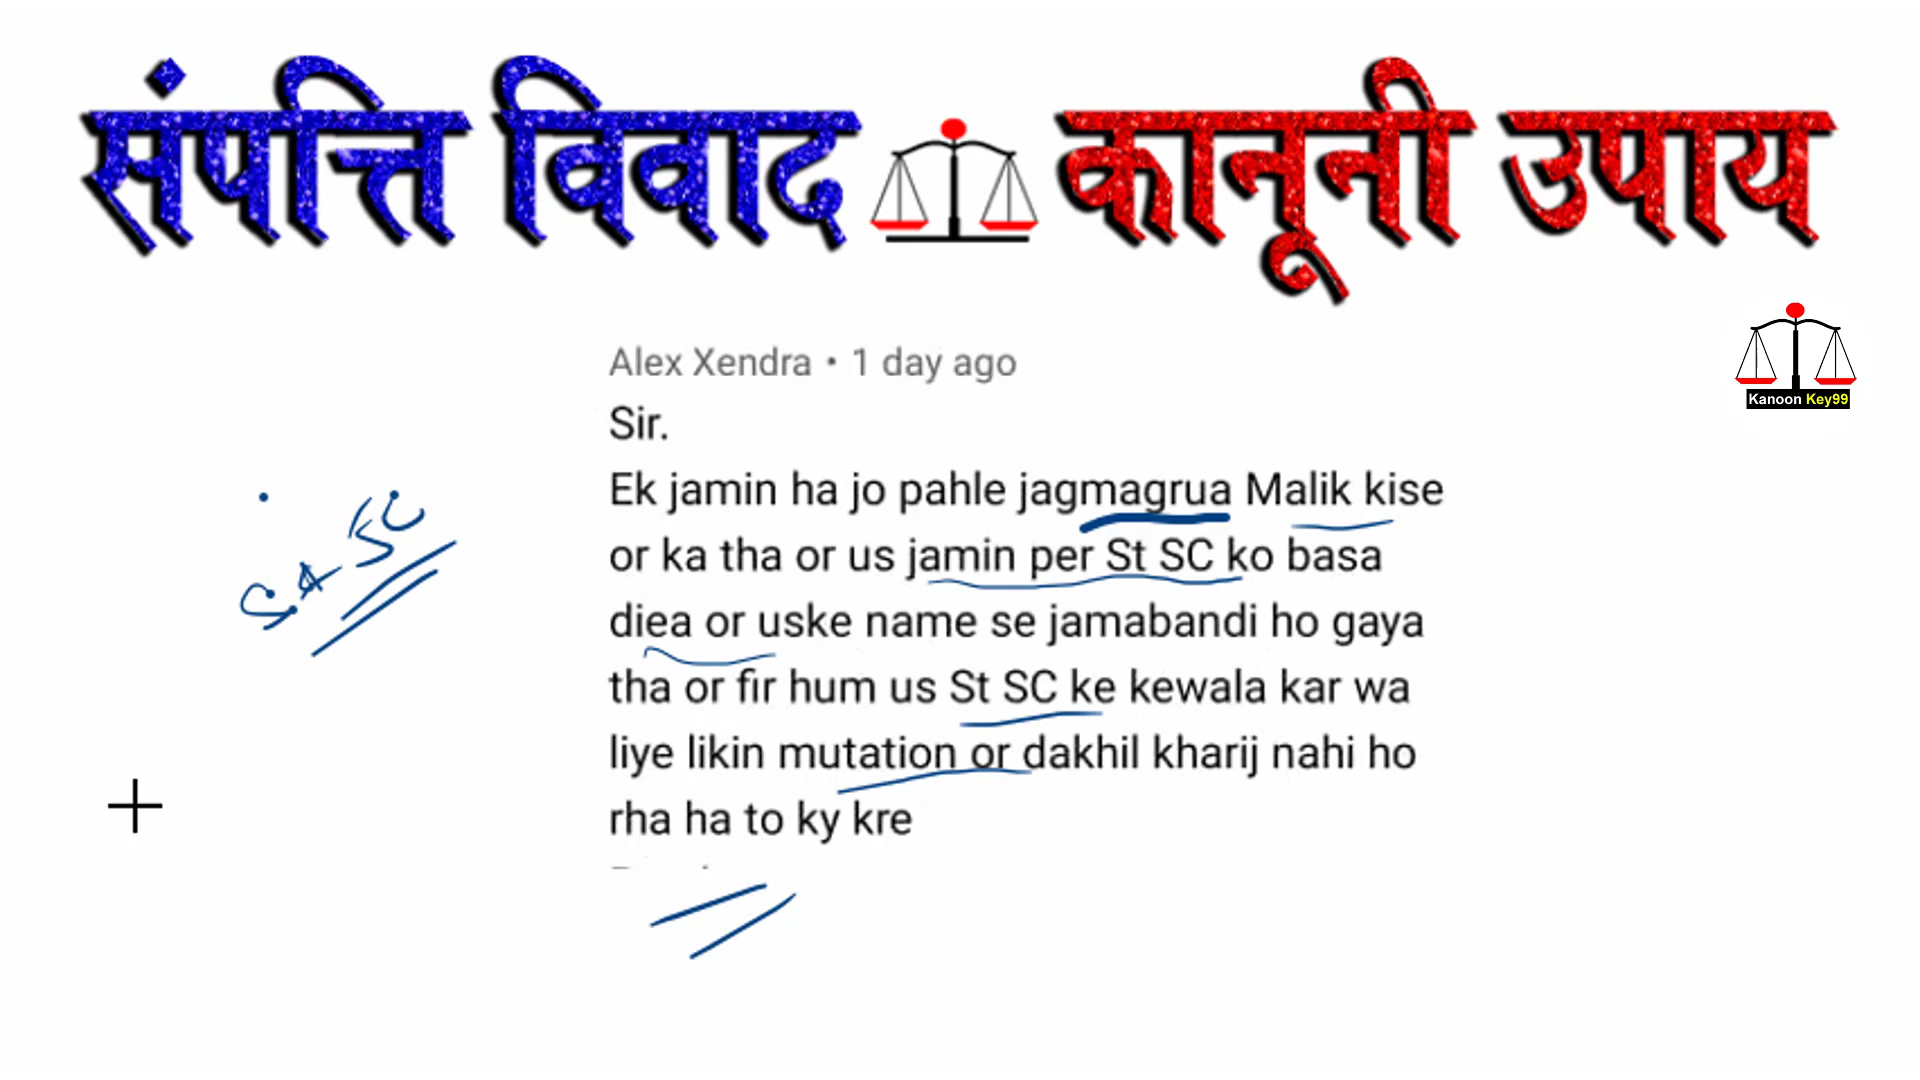 संपत्ति विवाद कानूनी उपाय
Kanoon Key99
Alex Xendra • 1 day ago
Sir.
Ek jamin ha jo pahle jagmagrua Malik kise
or ka tha or us jamin per St SC ko basa
diea or uske name se jamabandi ho gaya
tha or fir hum us St SC ke kewala kar wa
liye likin mutation or dakhil kharij nahi ho
rha ha to ky kre